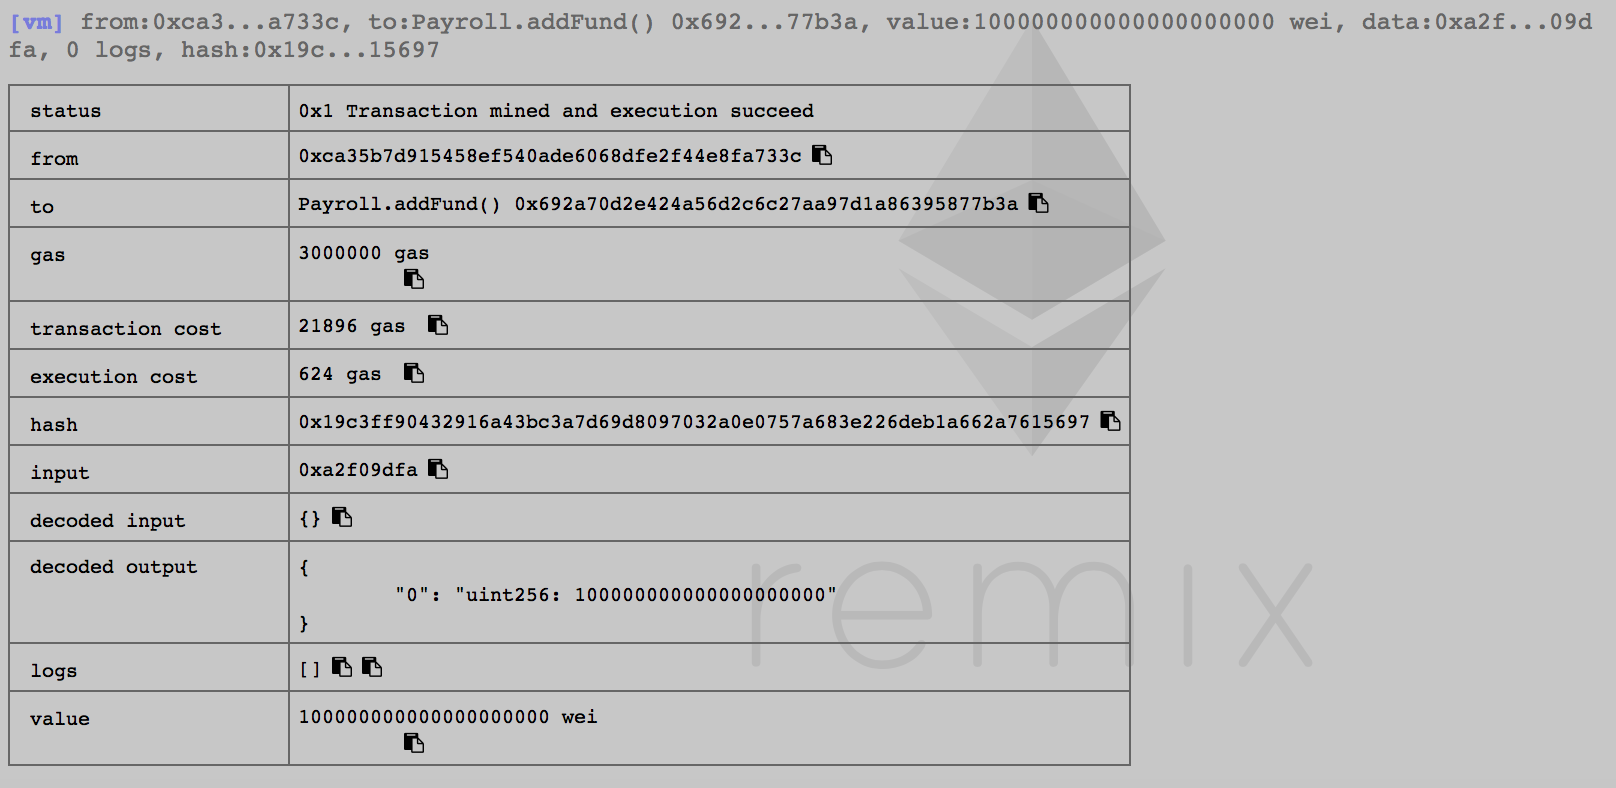 [vm] from:0xca3...a733c, to:Payroll.addFund() 0x692...77b3a, value:100000000000000000000 wei, data:0xa2f...09d
fa, 0 logs, hash:0x19c...15697
status 0x1 Transaction mined and execution succeed
from 0xca35b7d915458ef540ade6068dfe2f44e8fa733c
to Payroll.addFund() 0x692a70d2e424a56d2c6c27aa97d1a86395877b3a
gas 3000000 gas
transaction cost 21896 gas
execution cost 624 gas
hash 0x19c3ff90432916a43bc3a7d69d8097032a0e0757a683e226deb1a662a7615697
input 0xa2f09dfa
decoded input {}
decoded output {
"0": "uint256: 100000000000000000000"
}
logs []
value 100000000000000000000 wei
remix